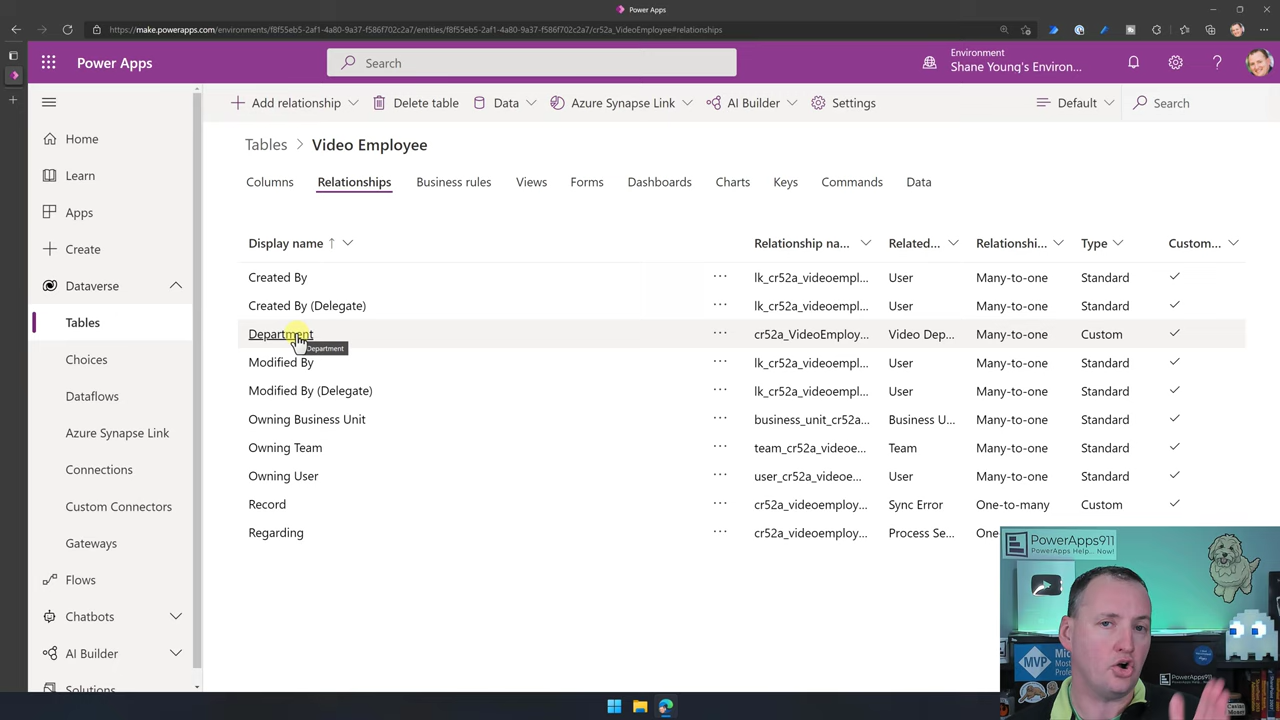 Power Apps
https://make.powerapps.com/environments/f8f55eb5-2af1-4a80-9a37-f586f702c2a7/entities/f8f55eb5-2af1-4a80-9a37-f586f702c2a7/cr52a_VideoEmployee#relationships
Power Apps
Search
Environment
Shane Young's Environ...
Add relationship
Delete table
Data
Azure Synapse Link
AI Builder
Settings
Default
Search
Home
Learn
Apps
Create
Dataverse
Tables
Choices
Dataflows
Azure Synapse Link
Connections
Custom Connectors
Gateways
Flows
Chatbots
AI Builder
Solutions
Tables > Video Employee
Columns Relationships Business rules Views Forms Dashboards Charts Keys Commands Data
Display name ↑ Relationship na... Related... Relationshi... Type Custom...
Created By ... lk_cr52a_videoempl... User Many-to-one Standard
Created By (Delegate) ... lk_cr52a_videoempl... User Many-to-one Standard
Department ... cr52a_VideoEmploy... Video Dep... Many-to-one Custom
Department
Modified By ... lk_cr52a_videoempl... User Many-to-one Standard
Modified By (Delegate) ... lk_cr52a_videoempl... User Many-to-one Standard
Owning Business Unit ... business_unit_cr52a... Business U... Many-to-one Standard
Owning Team ... team_cr52a_videoe... Team Many-to-one Standard
Owning User ... user_cr52a_videoe... User Many-to-one Standard
Record ... cr52a_videoemploy... Sync Error One-to-many Custom
Regarding ... cr52a_videoemploy... Process Se... One-
PowerApps911
PowerApps Help... Now!
MVP
PowerApps911